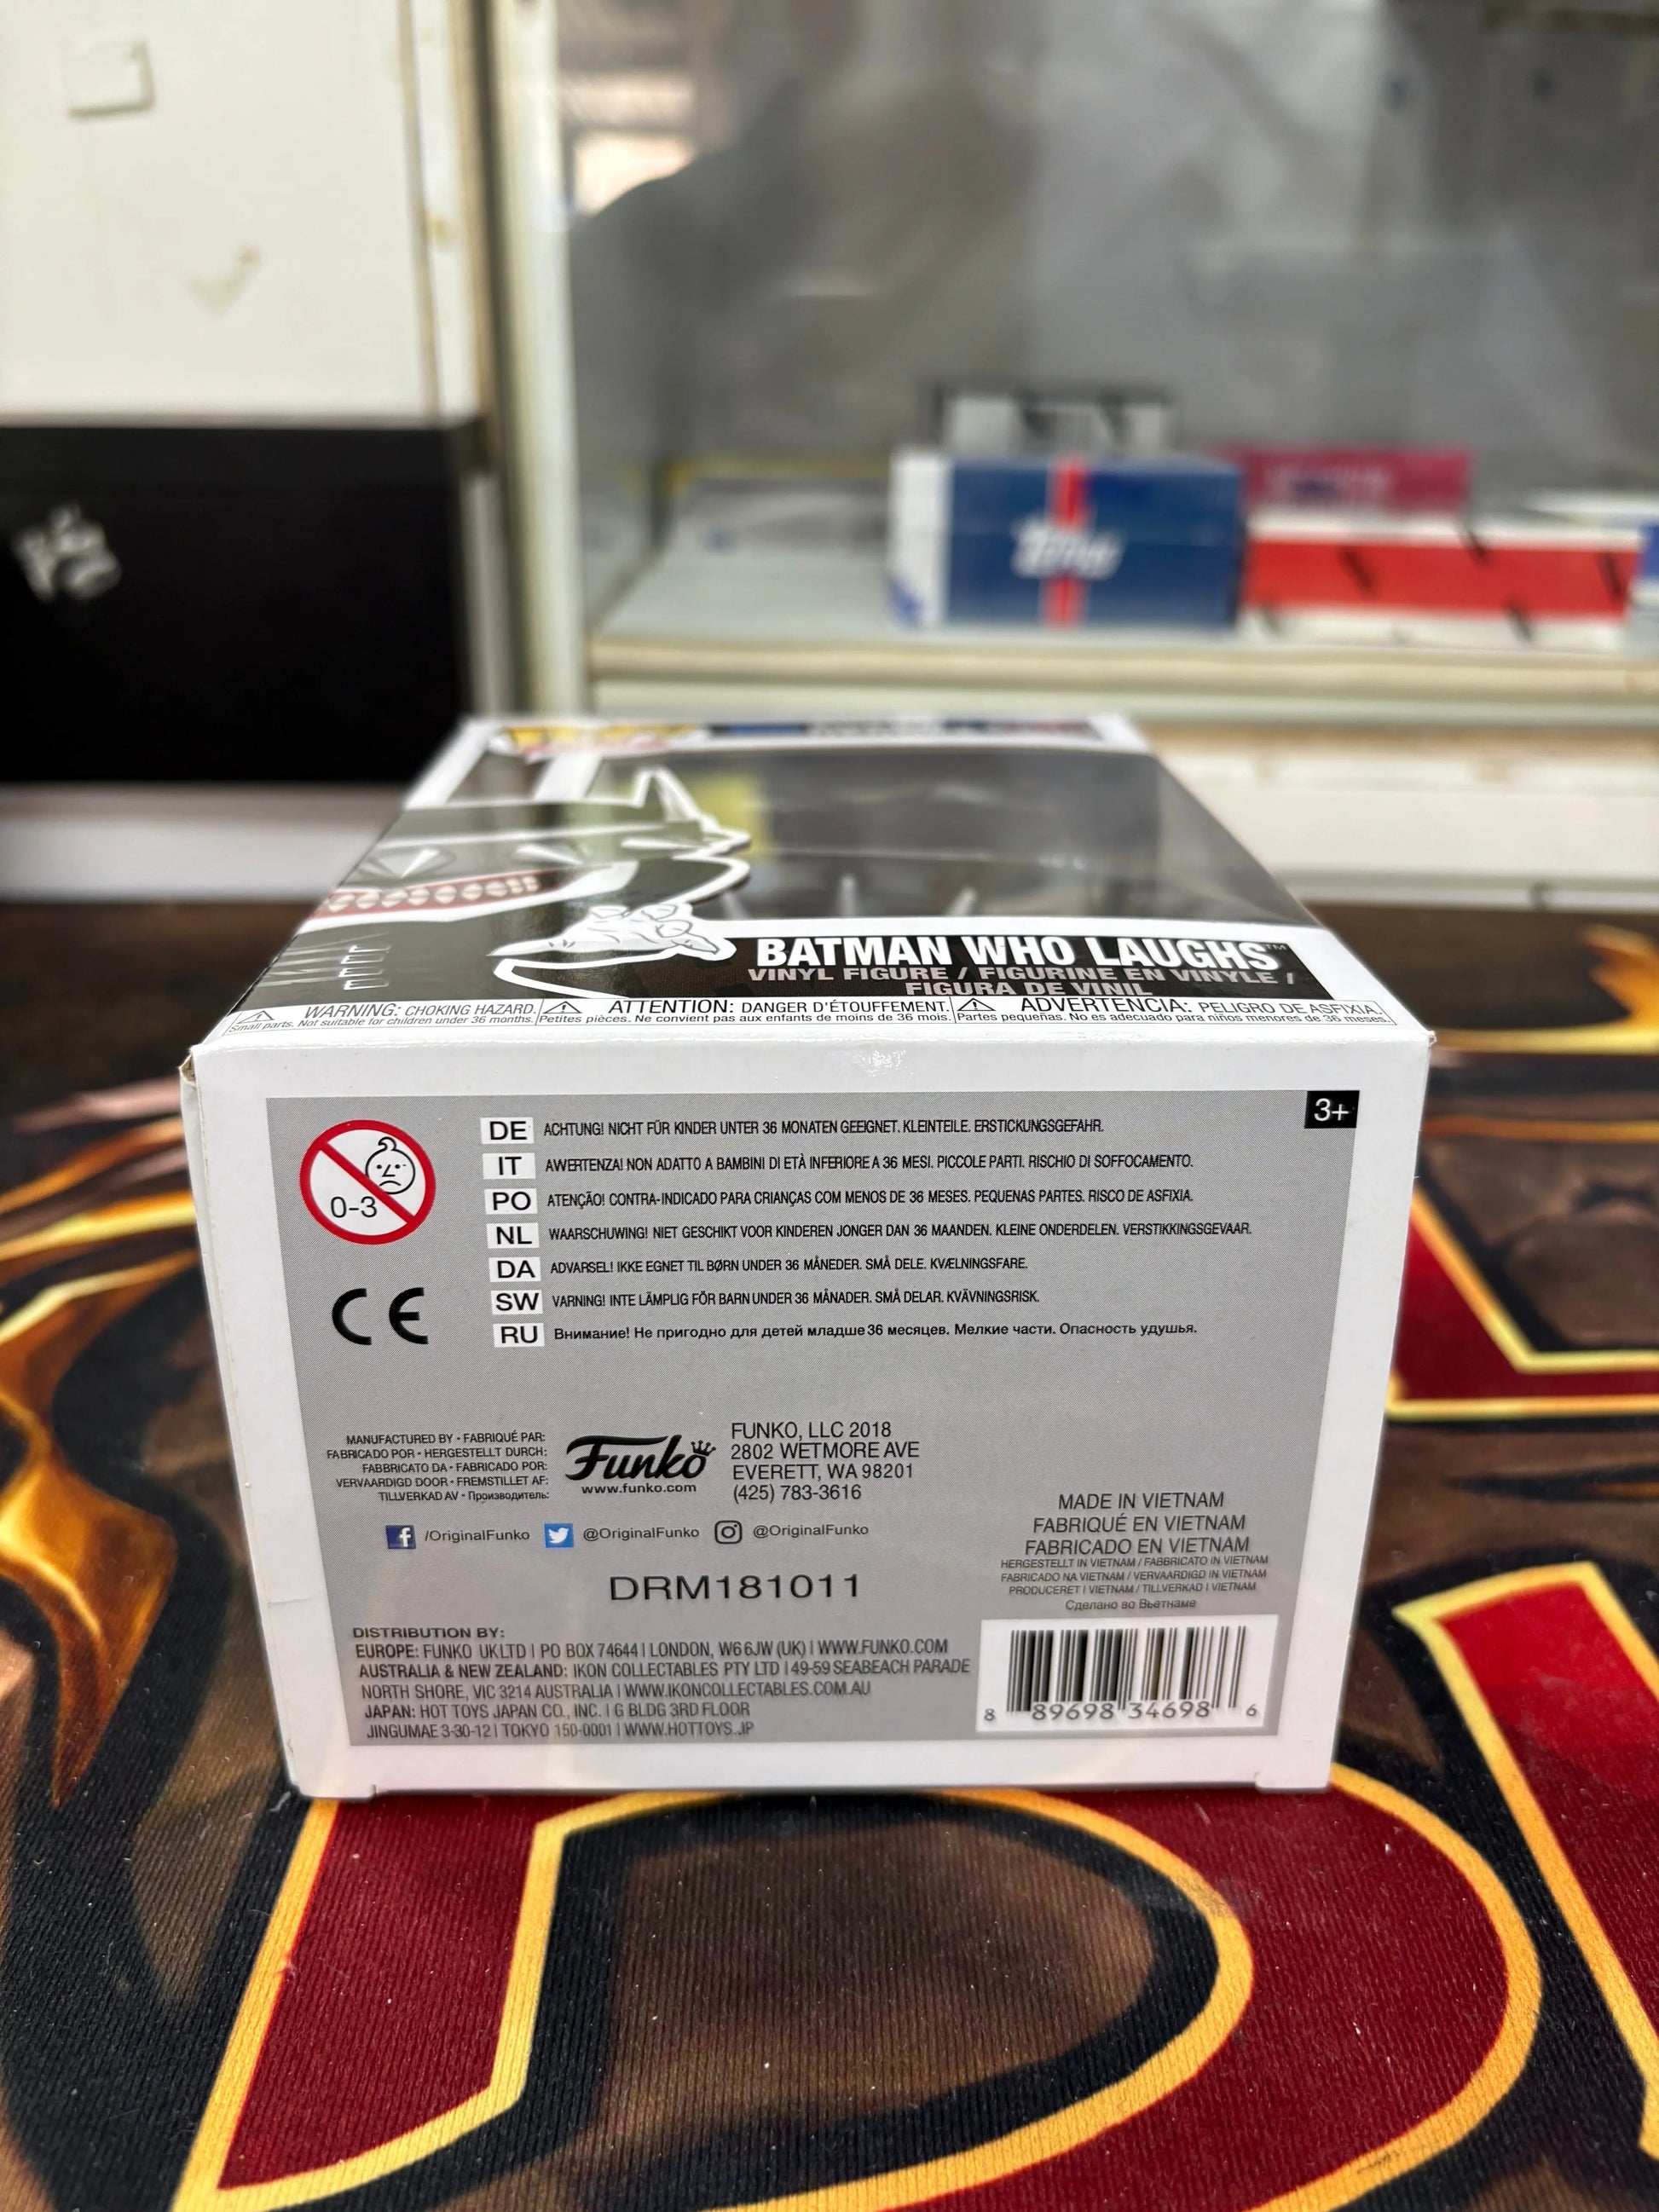 TOPPS
BATMAN WHO LAUGHS™
VINYL FIGURE / FIGURINE EN VINYLE /
FIGURA DE VINIL
WARNING: CHOKING HAZARD.
Small parts. Not suitable for children under 36 months.
ATTENTION: DANGER D'ÉTOUFFEMENT.
Petites pièces. Ne convient pas aux enfants de moins de 36 mois.
ADVERTENCIA: PELIGRO DE ASFIXIA.
Partes pequeñas. No es adecuado para niños menores de 36 meses.
3+
0-3
CE
DE ACHTUNG! NICHT FÜR KINDER UNTER 36 MONATEN GEEIGNET. KLEINTEILE. ERSTICKUNGSGEFAHR.
IT AWERTENZA! NON ADATTO A BAMBINI DI ETÀ INFERIORE A 36 MESI. PICCOLE PARTI. RISCHIO DI SOFFOCAMENTO.
PO ATENÇÃO! CONTRA-INDICADO PARA CRIANÇAS COM MENOS DE 36 MESES. PEQUENAS PARTES. RISCO DE ASFIXIA.
NL WAARSCHUWING! NIET GESCHIKT VOOR KINDEREN JONGER DAN 36 MAANDEN. KLEINE ONDERDELEN. VERSTIKKINGSGEVAAR.
DA ADVARSEL! IKKE EGNET TIL BØRN UNDER 36 MÅNEDER. SMÅ DELE. KVÆLNINGSFARE.
SW VARNING! INTE LÄMPLIG FÖR BARN UNDER 36 MÅNADER. SMÅ DELAR. KVÄVNINGSRISK.
RU Внимание! Не пригодно для детей младше 36 месяцев. Мелкие части. Опасность удушья.
MANUFACTURED BY - FABRIQUÉ PAR:
FABRICADO POR - HERGESTELLT DURCH:
FABBRICATO DA - FABRICADO POR:
VERVAARDIGD DOOR - FREMSTILLET AF:
TILLVERKAD AV - Производитель:
Funko
www.funko.com
FUNKO, LLC 2018
2802 WETMORE AVE
EVERETT, WA 98201
(425) 783-3616
/OriginalFunko @OriginalFunko @OriginalFunko
DRM181011
MADE IN VIETNAM
FABRIQUÉ EN VIETNAM
FABRICADO EN VIETNAM
HERGESTELLT IN VIETNAM / FABBRICATO IN VIETNAM
FABRICADO NA VIETNAM / VERVAARDIGD IN VIETNAM
PRODUCERET I VIETNAM / TILLVERKAD I VIETNAM
Сделано во Вьетнаме
DISTRIBUTION BY:
EUROPE: FUNKO UK LTD | PO BOX 74644 | LONDON, W6 6JW (UK) | WWW.FUNKO.COM
AUSTRALIA & NEW ZEALAND: IKON COLLECTABLES PTY LTD | 49-59 SEABEACH PARADE
NORTH SHORE, VIC 3214 AUSTRALIA | WWW.IKONCOLLECTABLES.COM.AU
JAPAN: HOT TOYS JAPAN CO., INC. | G BLDG 3RD FLOOR
JINGUMAE 3-30-12 | TOKYO 150-0001 | WWW.HOTTOYS.JP
8 89698 34698 6